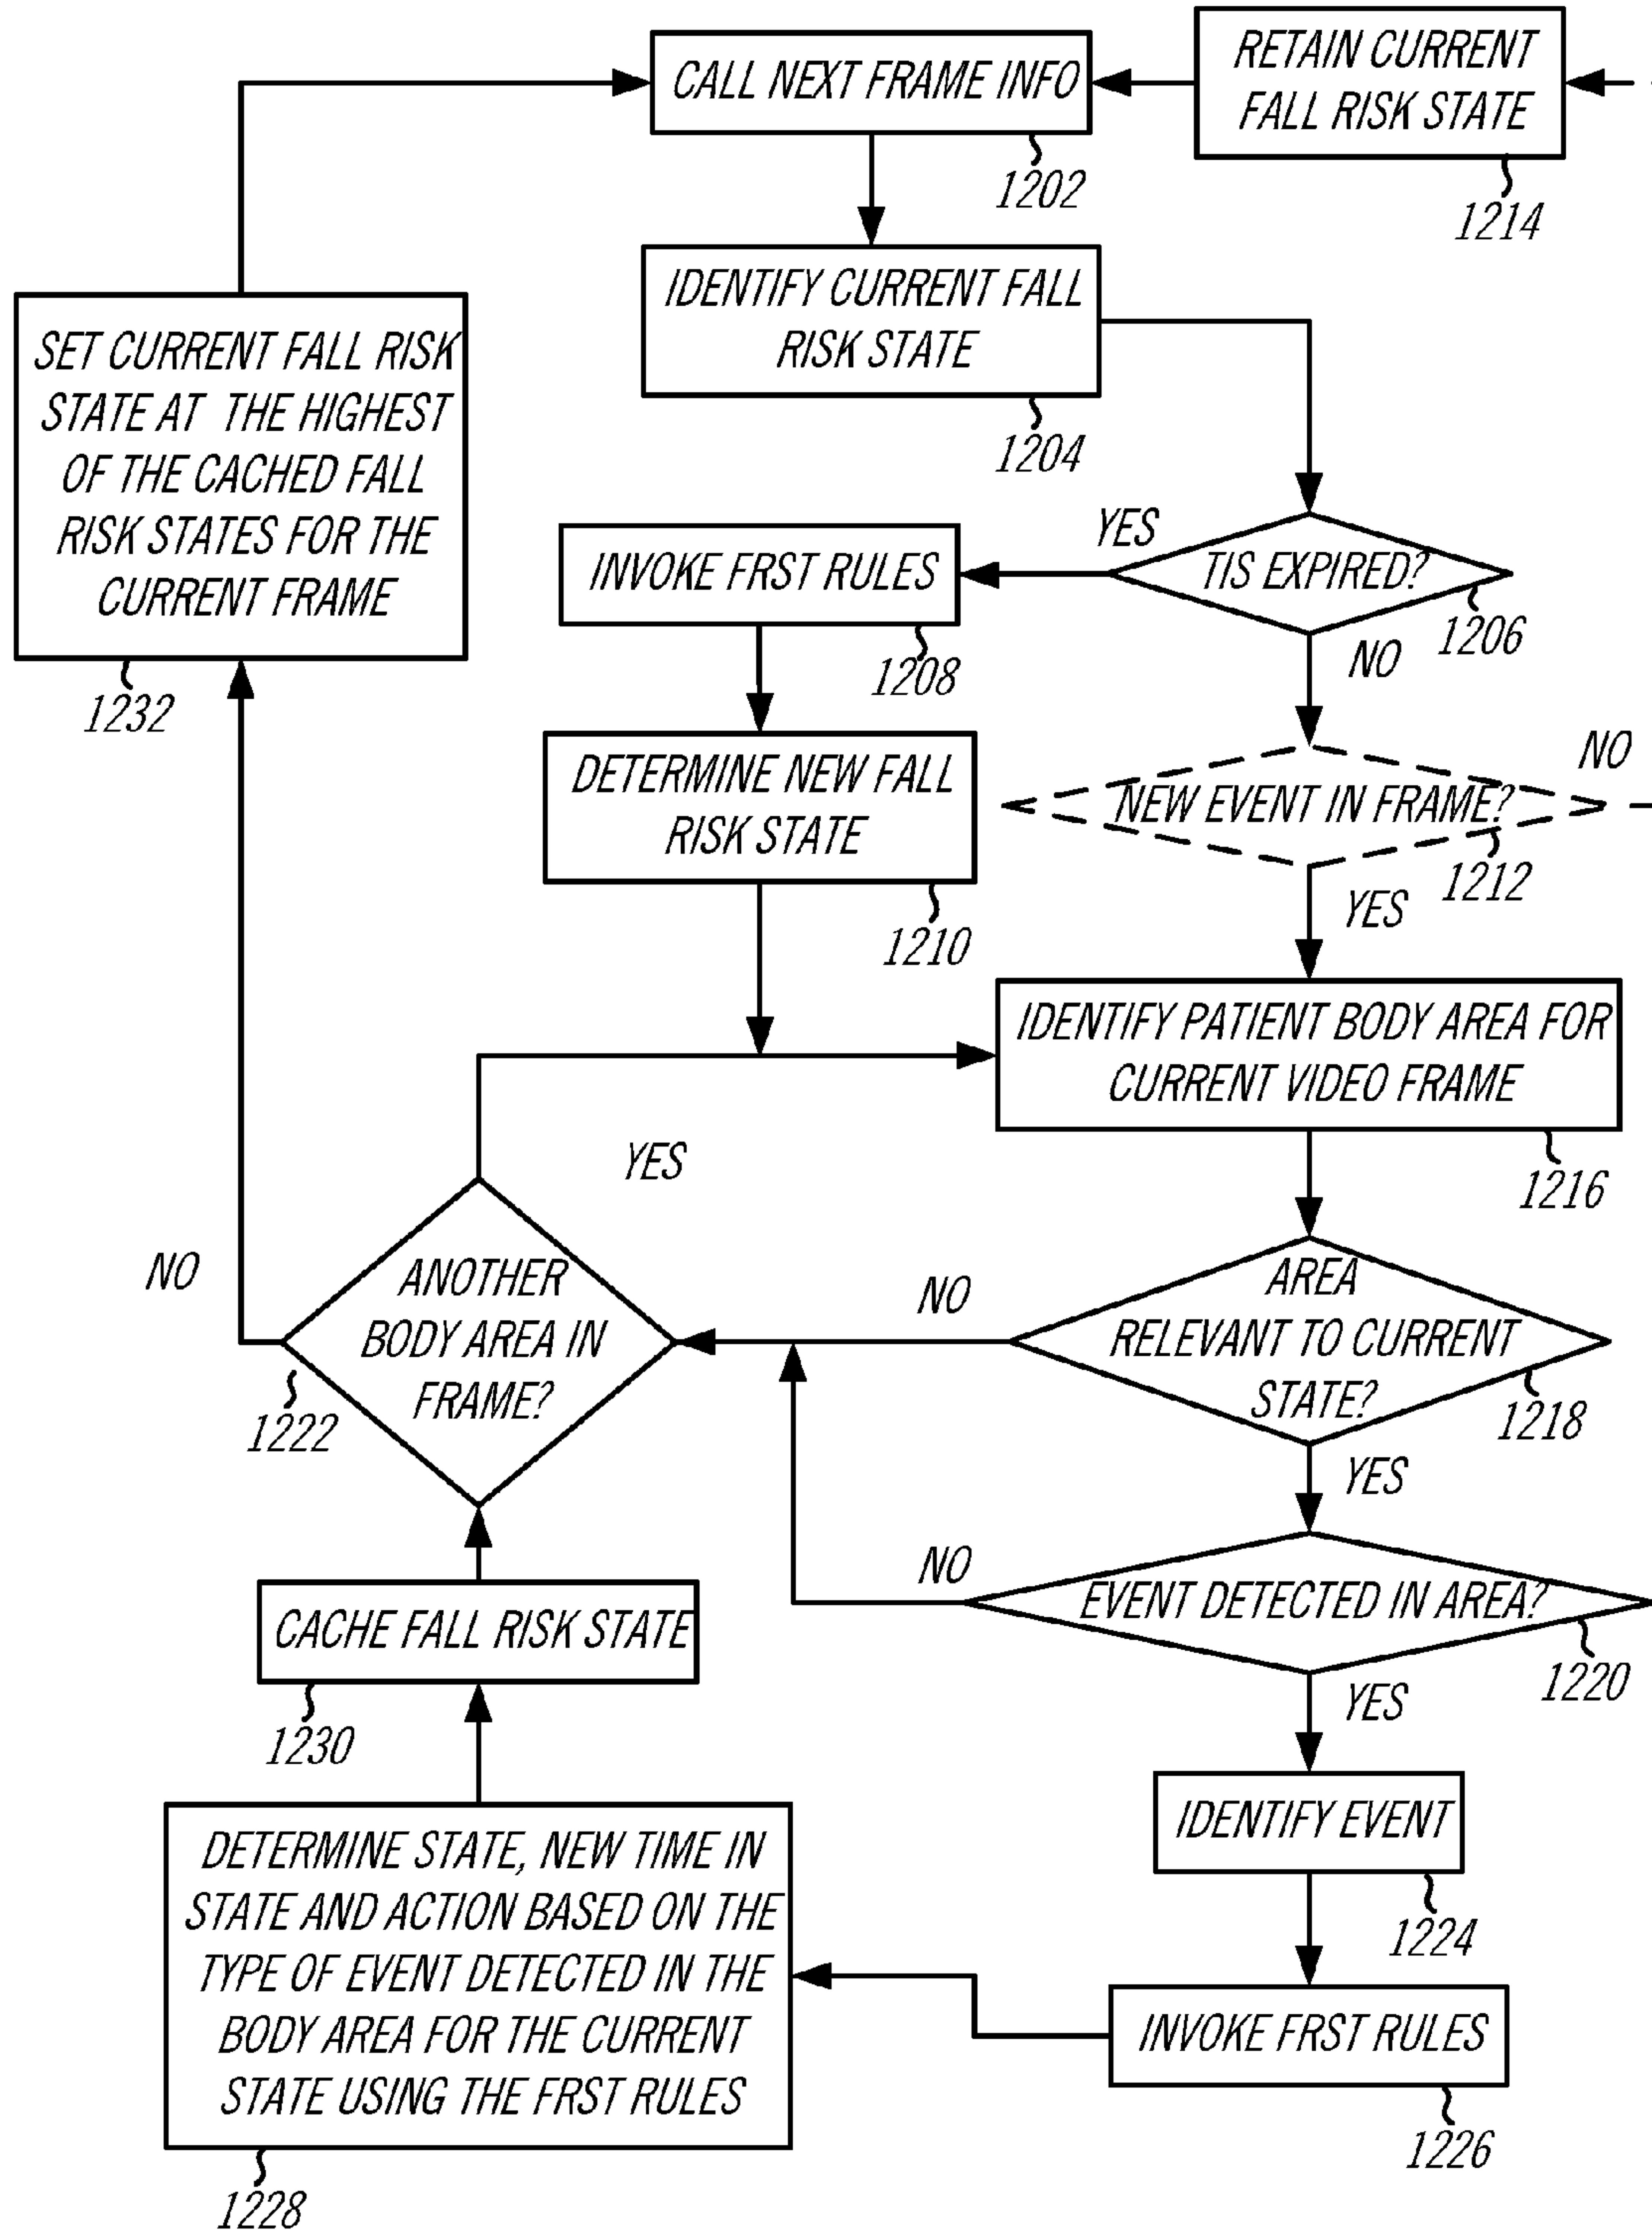 CALL NEXT FRAME INFO
1202
RETAIN CURRENT
FALL RISK STATE
1214
IDENTIFY CURRENT FALL
RISK STATE
1204
SET CURRENT FALL RISK
STATE AT THE HIGHEST
OF THE CACHED FALL
RISK STATES FOR THE
CURRENT FRAME
1232
YES
TIS EXPIRED?
1206
NO
INVOKE FRST RULES
1208
DETERMINE NEW FALL
RISK STATE
1210
NEW EVENT IN FRAME?
1212
NO
YES
IDENTIFY PATIENT BODY AREA FOR
CURRENT VIDEO FRAME
1216
YES
NO
ANOTHER
BODY AREA IN
FRAME?
1222
NO
AREA
RELEVANT TO CURRENT
STATE?
1218
YES
NO
EVENT DETECTED IN AREA?
1220
YES
CACHE FALL RISK STATE
1230
IDENTIFY EVENT
1224
DETERMINE STATE, NEW TIME IN
STATE AND ACTION BASED ON THE
TYPE OF EVENT DETECTED IN THE
BODY AREA FOR THE CURRENT
STATE USING THE FRST RULES
1228
INVOKE FRST RULES
1226